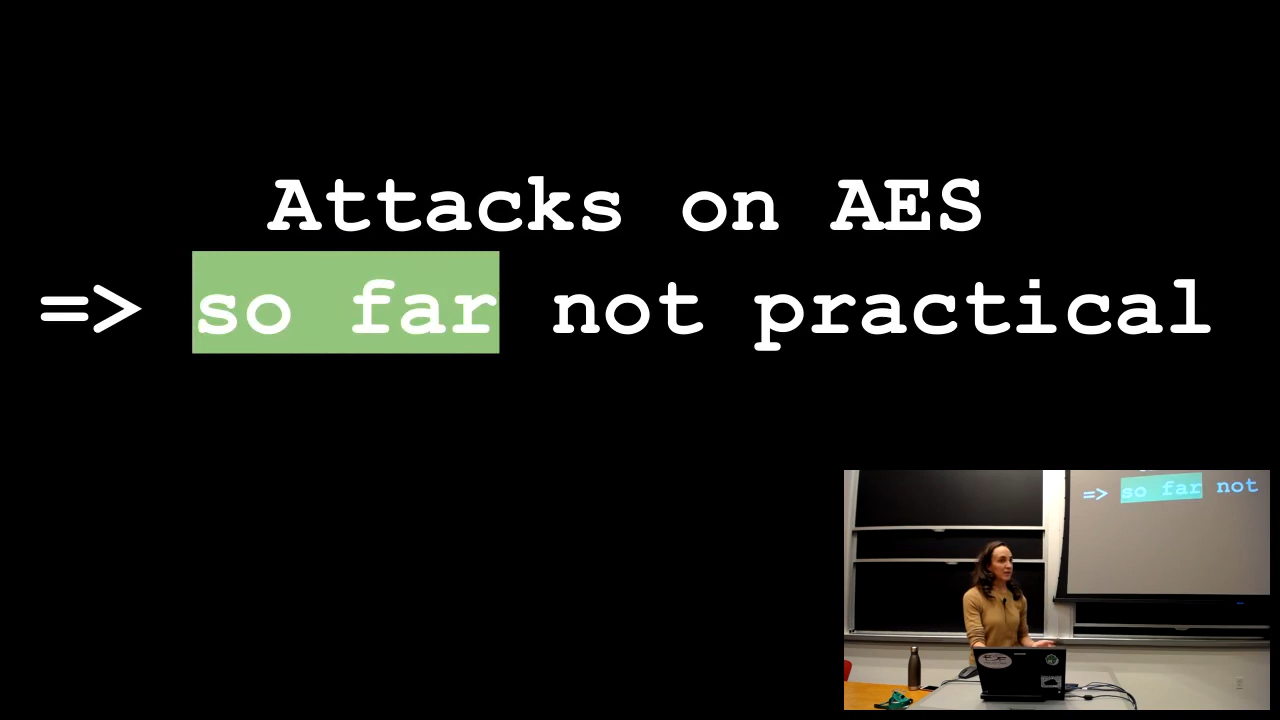 Attacks on AES
=> so far not practical
=> so far not